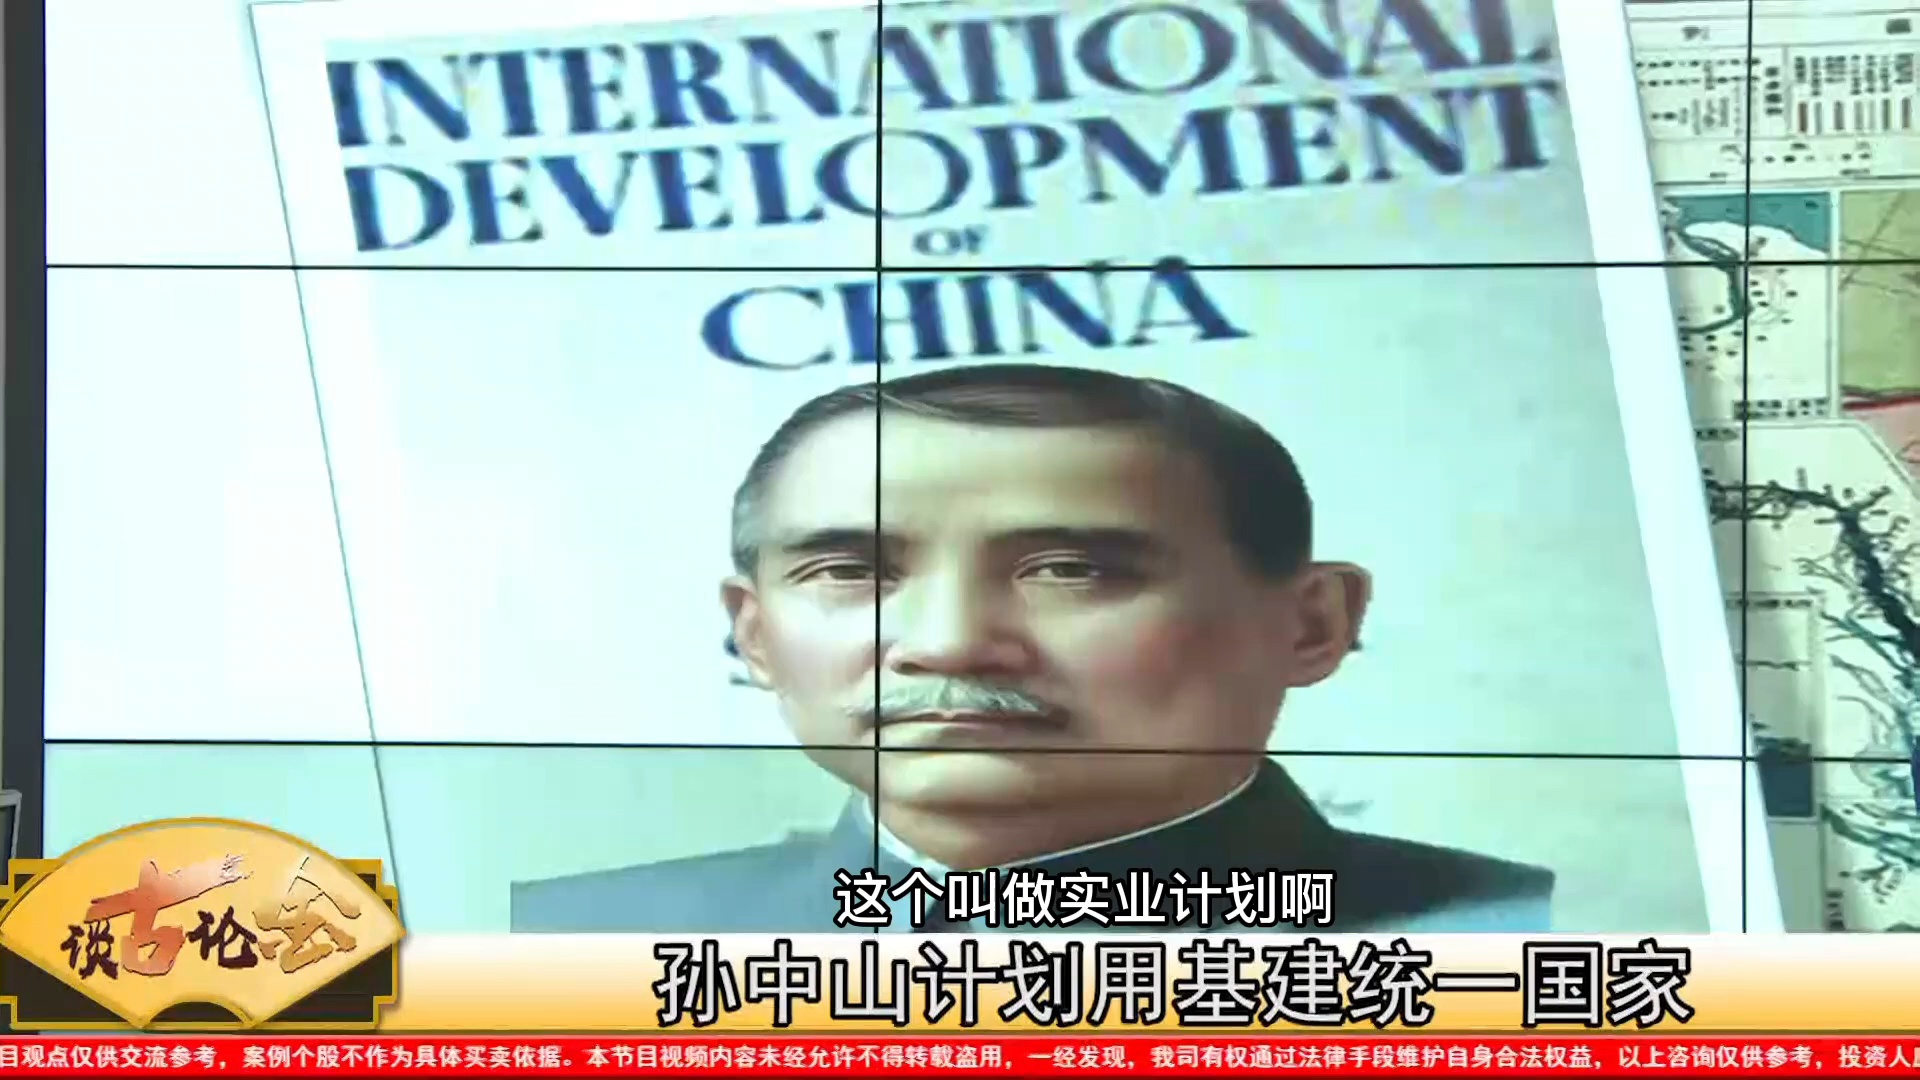 INTERNATIONAL
DEVELOPMENT
OF
CHINA
这个叫做实业计划啊
谈古论金
孙中山计划用基建统一国家
目观点仅供交流参考，案例个股不作为具体买卖依据。本节目视频内容未经允许不得转载盗用，一经发现，我司有权通过法律手段维护自身合法权益，以上咨询仅供参考，投资人应